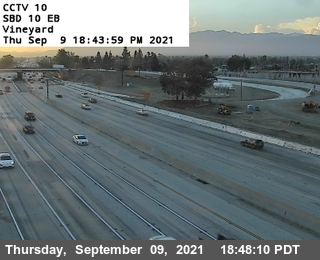 CCTV 10
SBD 10 EB
Vineyard
Thu Sep  9 18:43:59 PM 2021
Thursday, September 09, 2021 18:48:10 PDT